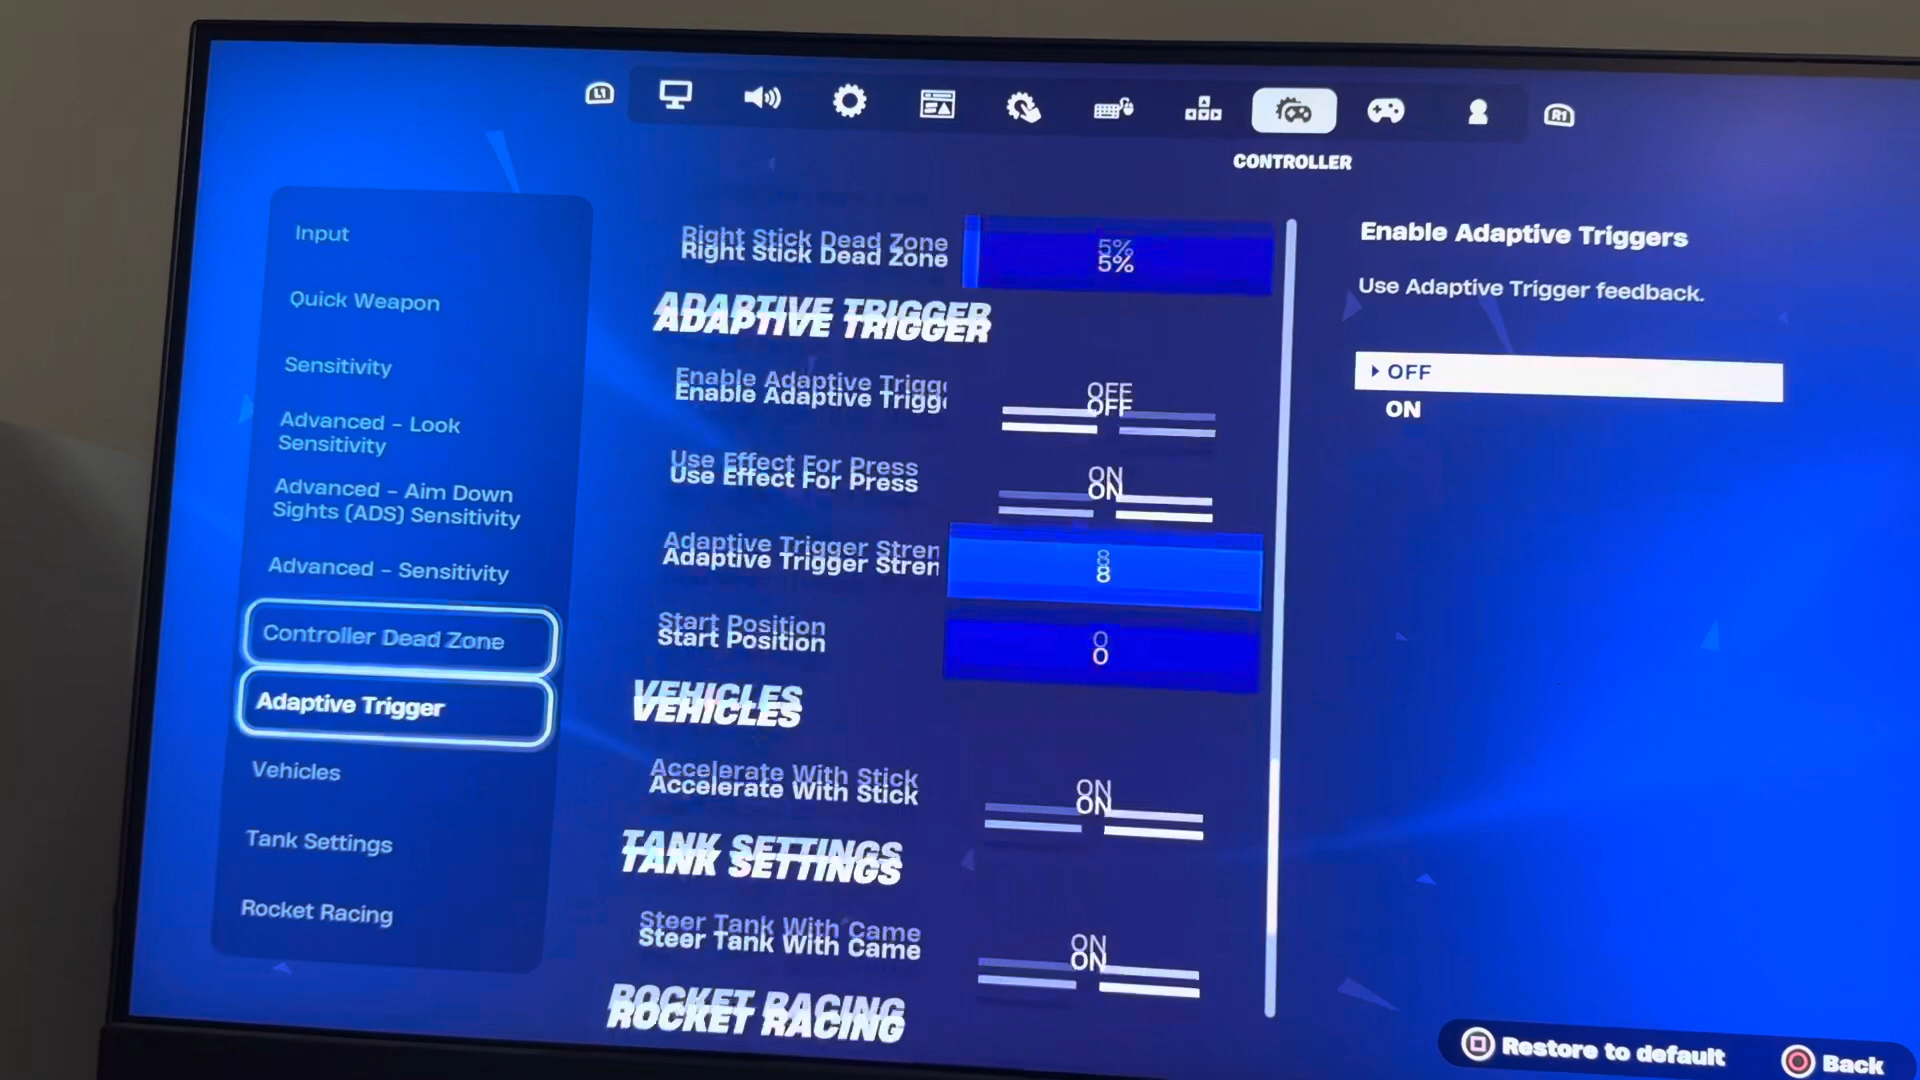 L1
R1
CONTROLLER
Input
Quick Weapon
Sensitivity
Advanced - Look
Sensitivity
Advanced - Aim Down
Sights (ADS) Sensitivity
Advanced - Sensitivity
Controller Dead Zone
Adaptive Trigger
Vehicles
Tank Settings
Rocket Racing
Right Stick Dead Zone
5%
ADAPTIVE TRIGGER
Enable Adaptive Trigg
OFF
Use Effect For Press
ON
Adaptive Trigger Stren
8
Start Position
0
VEHICLES
Accelerate With Stick
ON
TANK SETTINGS
Steer Tank With Came
ON
ROCKET RACING
Enable Adaptive Triggers
Use Adaptive Trigger feedback.
OFF
ON
Restore to default
Back